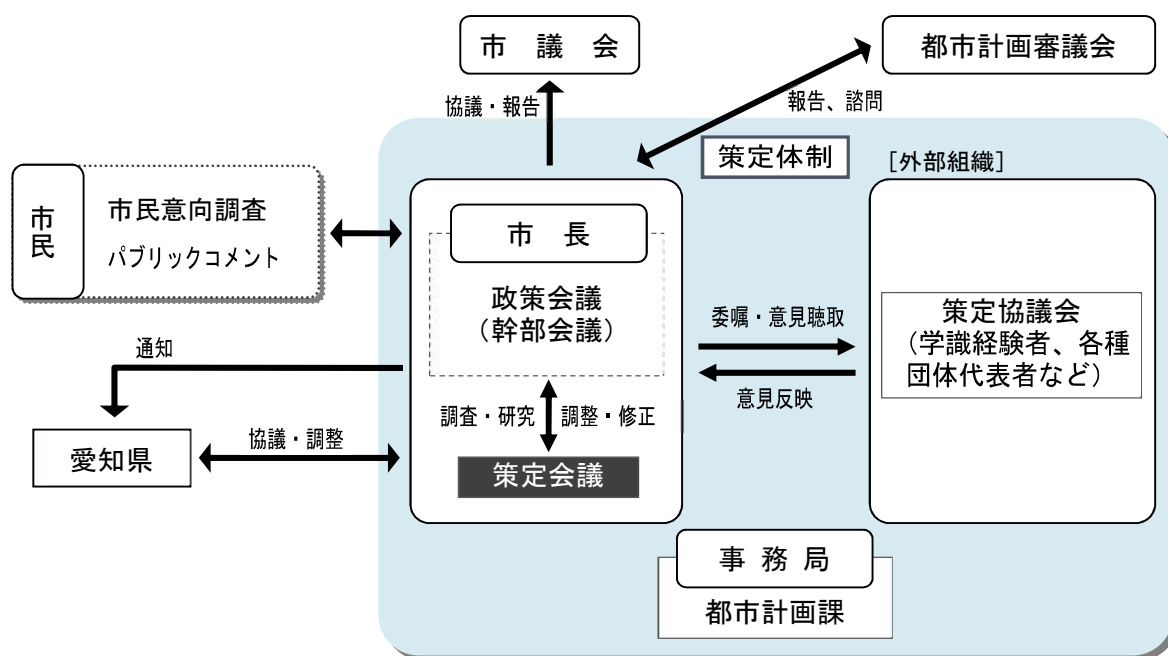 市　議　会
都市計画審議会
協議・報告
報告、諮問
策定体制
［外部組織］
市民
市民意向調査
パブリックコメント
市　長
政策会議
（幹部会議）
調査・研究
調整・修正
策定会議
委嘱・意見聴取
意見反映
策定協議会
（学識経験者、各種
団体代表者など）
通知
愛知県
協議・調整
事 務 局
都市計画課